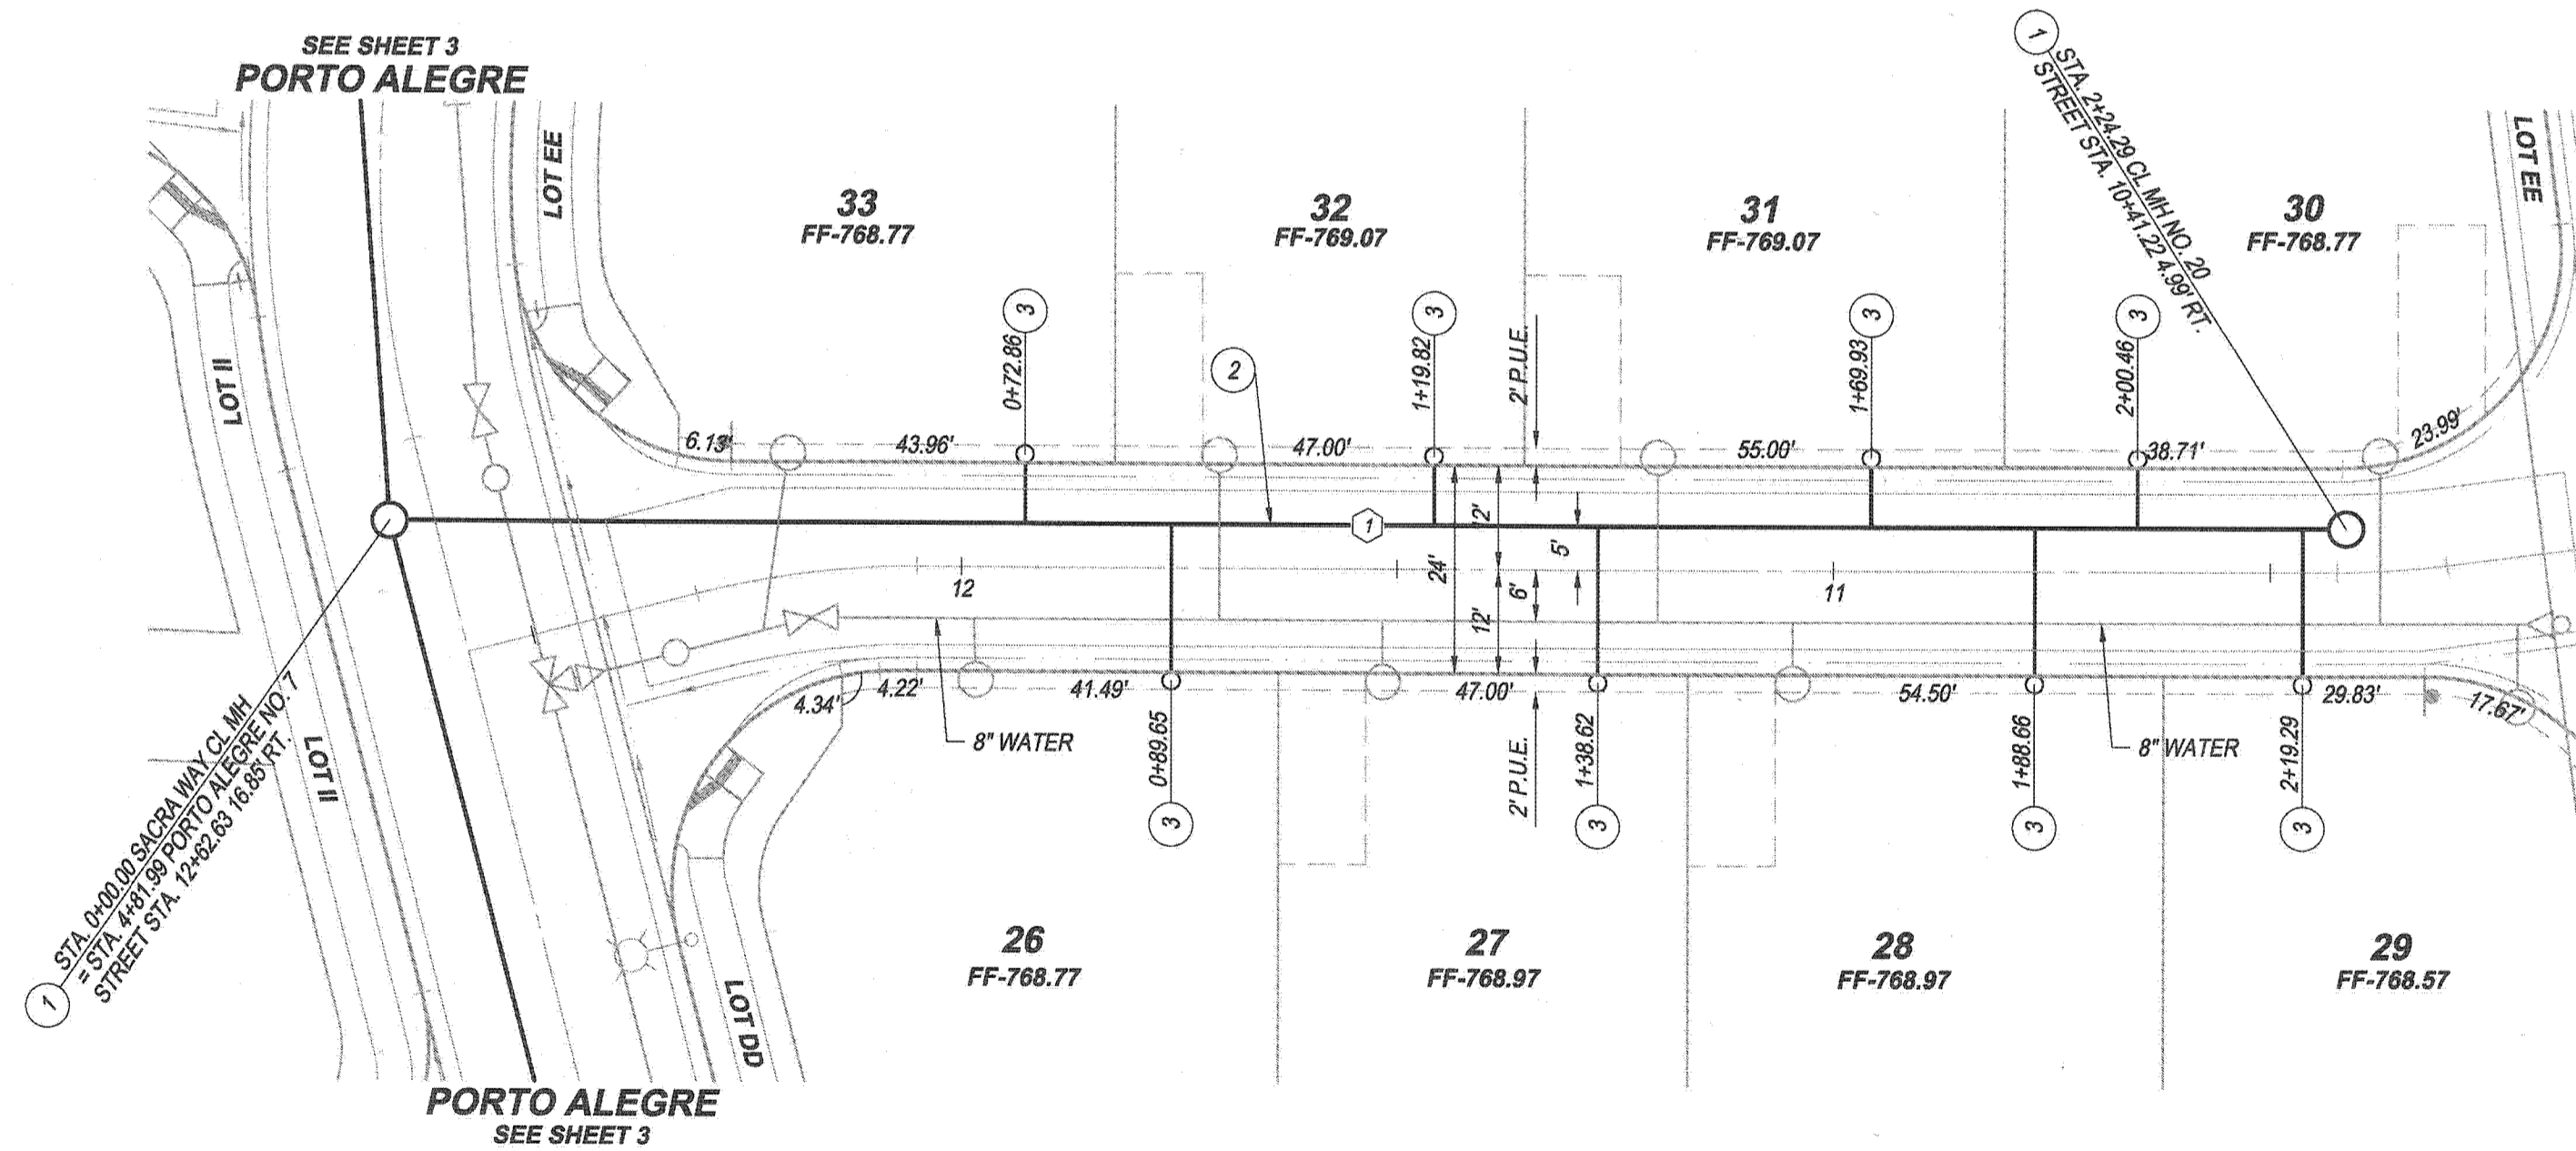 SEE SHEET 3
PORTO ALEGRE
LOT EE
33
FF-768.77
32
FF-769.07
31
FF-769.07
30
FF-768.77
LOT EE
1
STA. 2+24.29 CL MH NO. 20
STREET STA. 10+41.22 4.99' RT.
3
0+72.86
3
1+19.82
3
1+69.93
3
2+00.46
2
2' P.U.E.
LOT II
6.13'
43.96'
47.00'
55.00'
38.71'
23.99'
1
12'
24'
5'
12
12'
6'
11
4.34'
4.22'
41.49'
47.00'
54.50'
29.83'
17.67'
8" WATER
8" WATER
0+89.65
3
1+38.62
3
2' P.U.E.
1+88.66
3
2+19.29
3
LOT II
1
STA. 0+00.00 SACRA WAY CL MH
= STA. 4+81.99 PORTO ALEGRE NO. 7
STREET STA. 12+62.63 16.85' RT.
LOT DD
26
FF-768.77
27
FF-768.97
28
FF-768.97
29
FF-768.57
PORTO ALEGRE
SEE SHEET 3